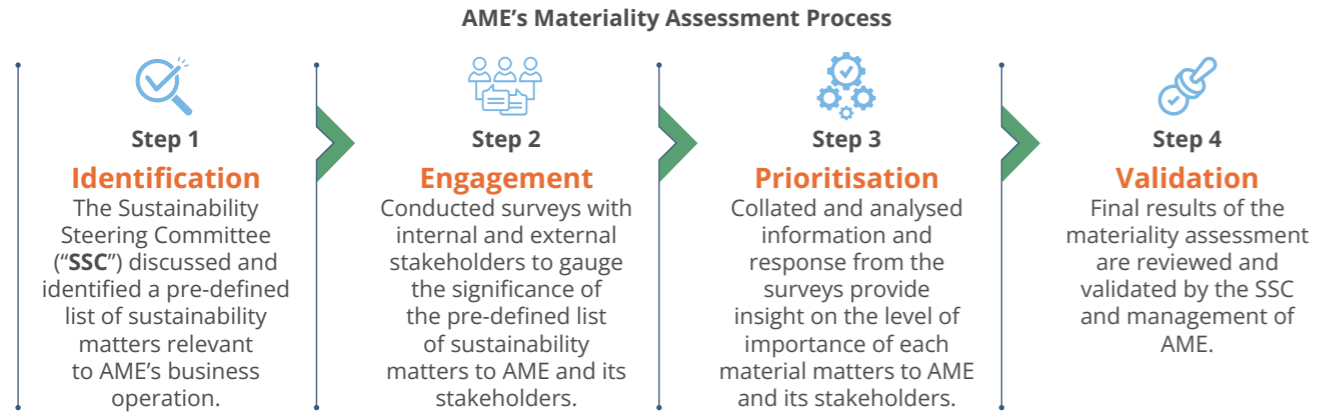 AME's Materiality Assessment Process
Step 1
Identification
The Sustainability
Steering Committee
(“SSC”) discussed and
identified a pre-defined
list of sustainability
matters relevant
to AME's business
operation.
Step 2
Engagement
Conducted surveys with
internal and external
stakeholders to gauge
the significance of
the pre-defined list
of sustainability
matters to AME and its
stakeholders.
Step 3
Prioritisation
Collated and analysed
information and
response from the
surveys provide
insight on the level of
importance of each
material matters to AME
and its stakeholders.
Step 4
Validation
Final results of the
materiality assessment
are reviewed and
validated by the SSC
and management of
AME.